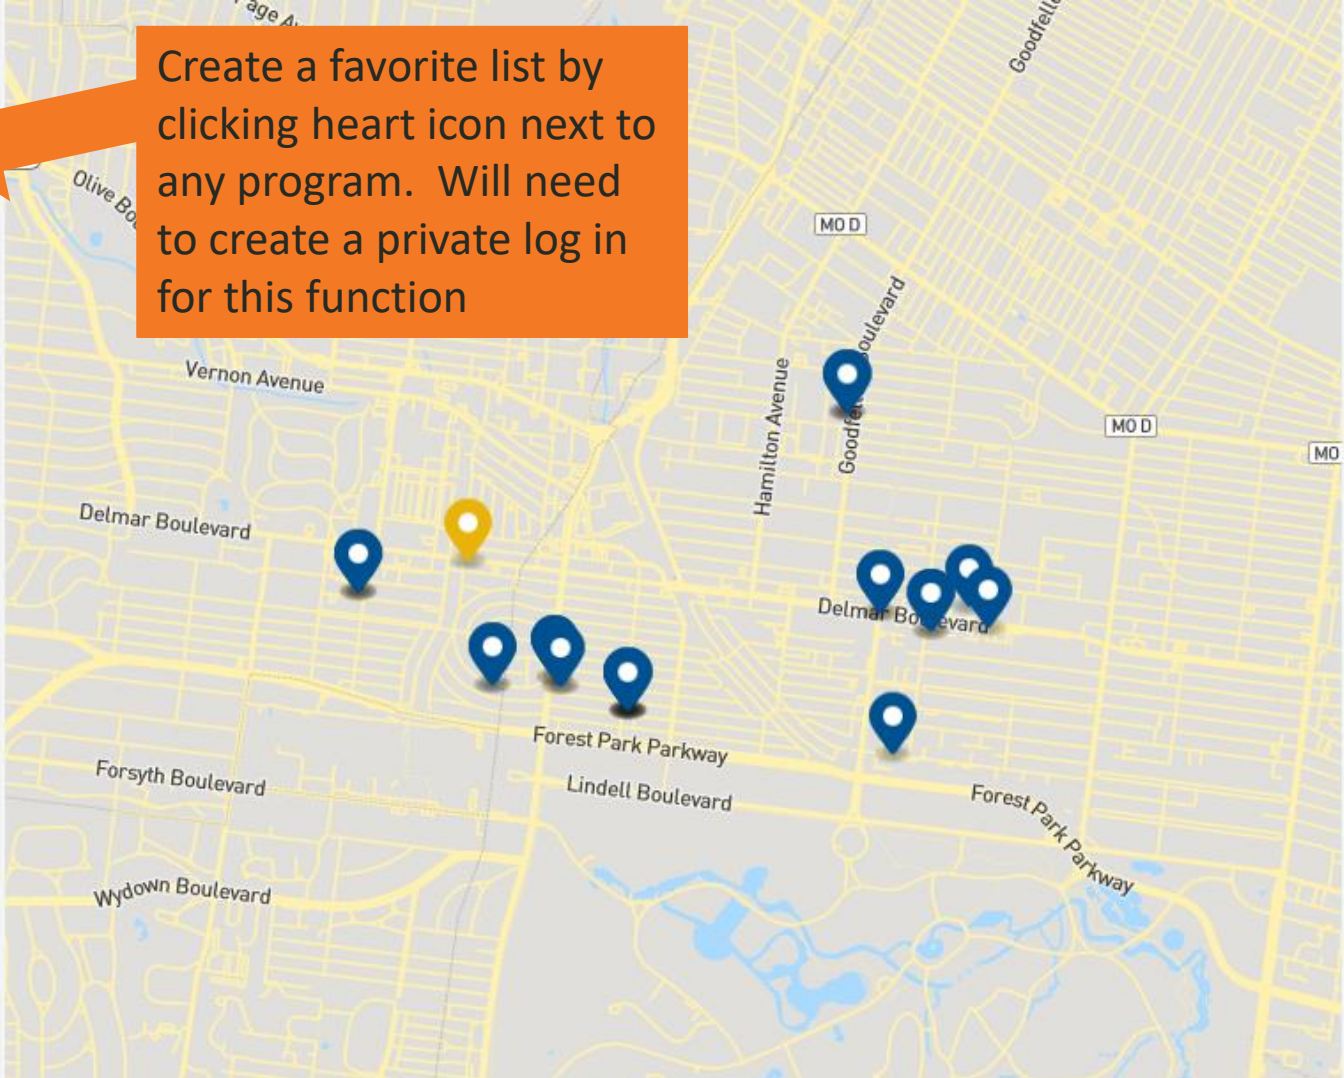 Create a favorite list by
clicking heart icon next to
any program.  Will need
to create a private log in
for this function
MO D
Hamilton Avenue
Vernon Avenue
MO D
MO
Delmar Boulevard
Delmar Boulevard
Forest Park Parkway
Forsyth Boulevard
Lindell Boulevard
Forest Park Parkway
Wydown Boulevard